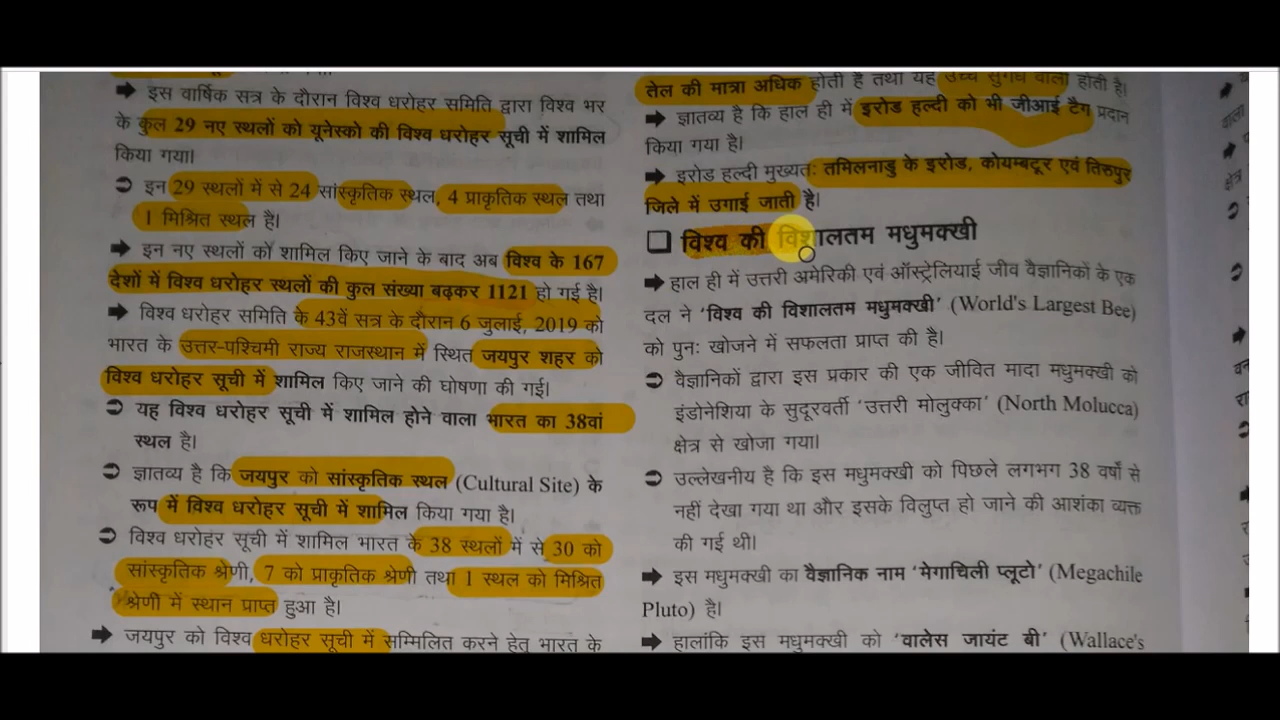 ➡ इस वार्षिक सत्र के दौरान विश्व धरोहर समिति द्वारा विश्व भर
के कुल 29 नए स्थलों को यूनेस्को की विश्व धरोहर सूची में शामिल
किया गया।
➲ इन 29 स्थलों में से 24 सांस्कृतिक स्थल, 4 प्राकृतिक स्थल तथा
1 मिश्रित स्थल है।
➡ इन नए स्थलों को शामिल किए जाने के बाद अब विश्व के 167
देशों में विश्व धरोहर स्थलों की कुल संख्या बढ़कर 1121 हो गई है।
➡ विश्व धरोहर समिति के 43वें सत्र के दौरान 6 जुलाई, 2019 को
भारत के उत्तर-पश्चिमी राज्य राजस्थान में स्थित जयपुर शहर को
विश्व धरोहर सूची में शामिल किए जाने की घोषणा की गई।
➲ यह विश्व धरोहर सूची में शामिल होने वाला भारत का 38वां
स्थल है।
➲ ज्ञातव्य है कि जयपुर को सांस्कृतिक स्थल (Cultural Site) के
रूप में विश्व धरोहर सूची में शामिल किया गया है।
➲ विश्व धरोहर सूची में शामिल भारत के 38 स्थलों में से 30 को
सांस्कृतिक श्रेणी, 7 को प्राकृतिक श्रेणी तथा 1 स्थल को मिश्रित
श्रेणी में स्थान प्राप्त हुआ है।
➡ जयपुर को विश्व धरोहर सूची में सम्मिलित करने हेतु भारत के
तेल की मात्रा अधिक होती है तथा यह उच्च सुगंध वाली होती है।
➡ ज्ञातव्य है कि हाल ही में इरोड हल्दी को भी जीआई टैग प्रदान
किया गया है।
➡ इरोड हल्दी मुख्यतः तमिलनाडु के इरोड, कोयम्बटूर एवं तिरुपुर
जिले में उगाई जाती है।
❑ विश्व की विशालतम मधुमक्खी
➡ हाल ही में उत्तरी अमेरिकी एवं ऑस्ट्रेलियाई जीव वैज्ञानिकों के एक
दल ने ‘विश्व की विशालतम मधुमक्खी’ (World's Largest Bee)
को पुनः खोजने में सफलता प्राप्त की है।
➲ वैज्ञानिकों द्वारा इस प्रकार की एक जीवित मादा मधुमक्खी को
इंडोनेशिया के सुदूरवर्ती ‘उत्तरी मोलुक्का’ (North Molucca)
क्षेत्र से खोजा गया।
➲ उल्लेखनीय है कि इस मधुमक्खी को पिछले लगभग 38 वर्षों से
नहीं देखा गया था और इसके विलुप्त हो जाने की आशंका व्यक्त
की गई थी।
➡ इस मधुमक्खी का वैज्ञानिक नाम ‘मेगाचिली प्लूटो’ (Megachile
Pluto) है।
➡ हालांकि इस मधुमक्खी को ‘वालेस जायंट बी’ (Wallace's